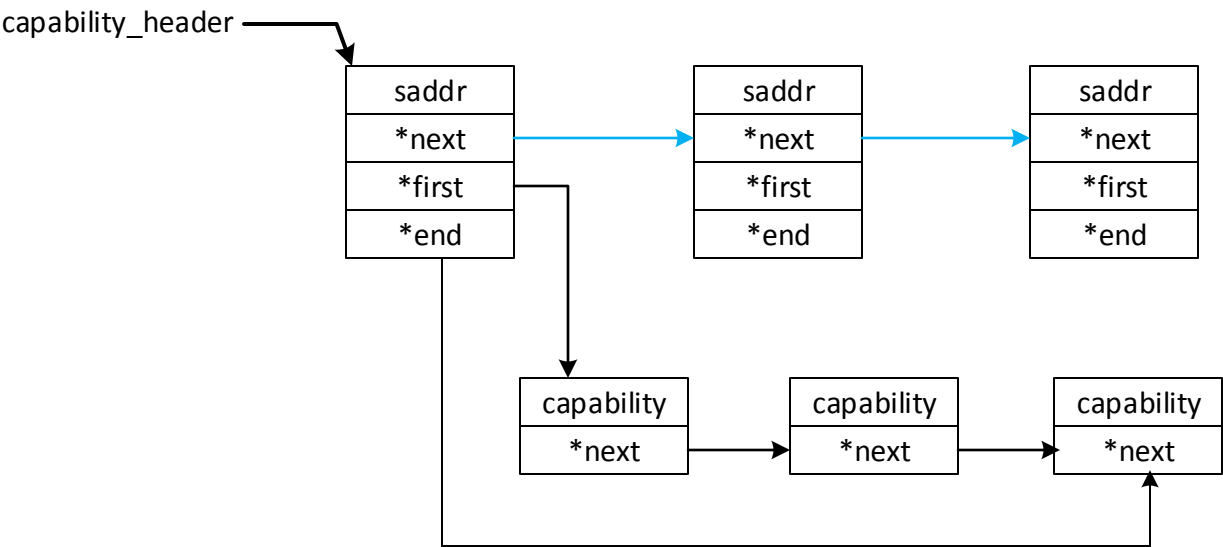 capability_header
saddr
*next
*first
*end
saddr
*next
*first
*end
saddr
*next
*first
*end
capability
*next
capability
*next
capability
*next